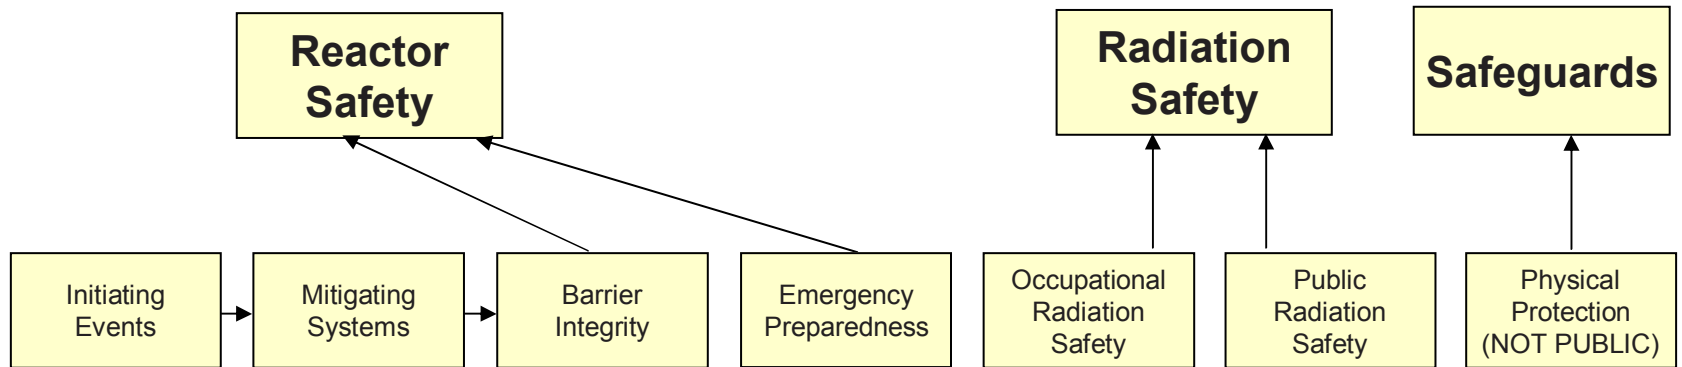 Reactor
Safety
Radiation
Safety
Safeguards
Initiating
Events
Mitigating
Systems
Barrier
Integrity
Emergency
Preparedness
Occupational
Radiation
Safety
Public
Radiation
Safety
Physical
Protection
(NOT PUBLIC)